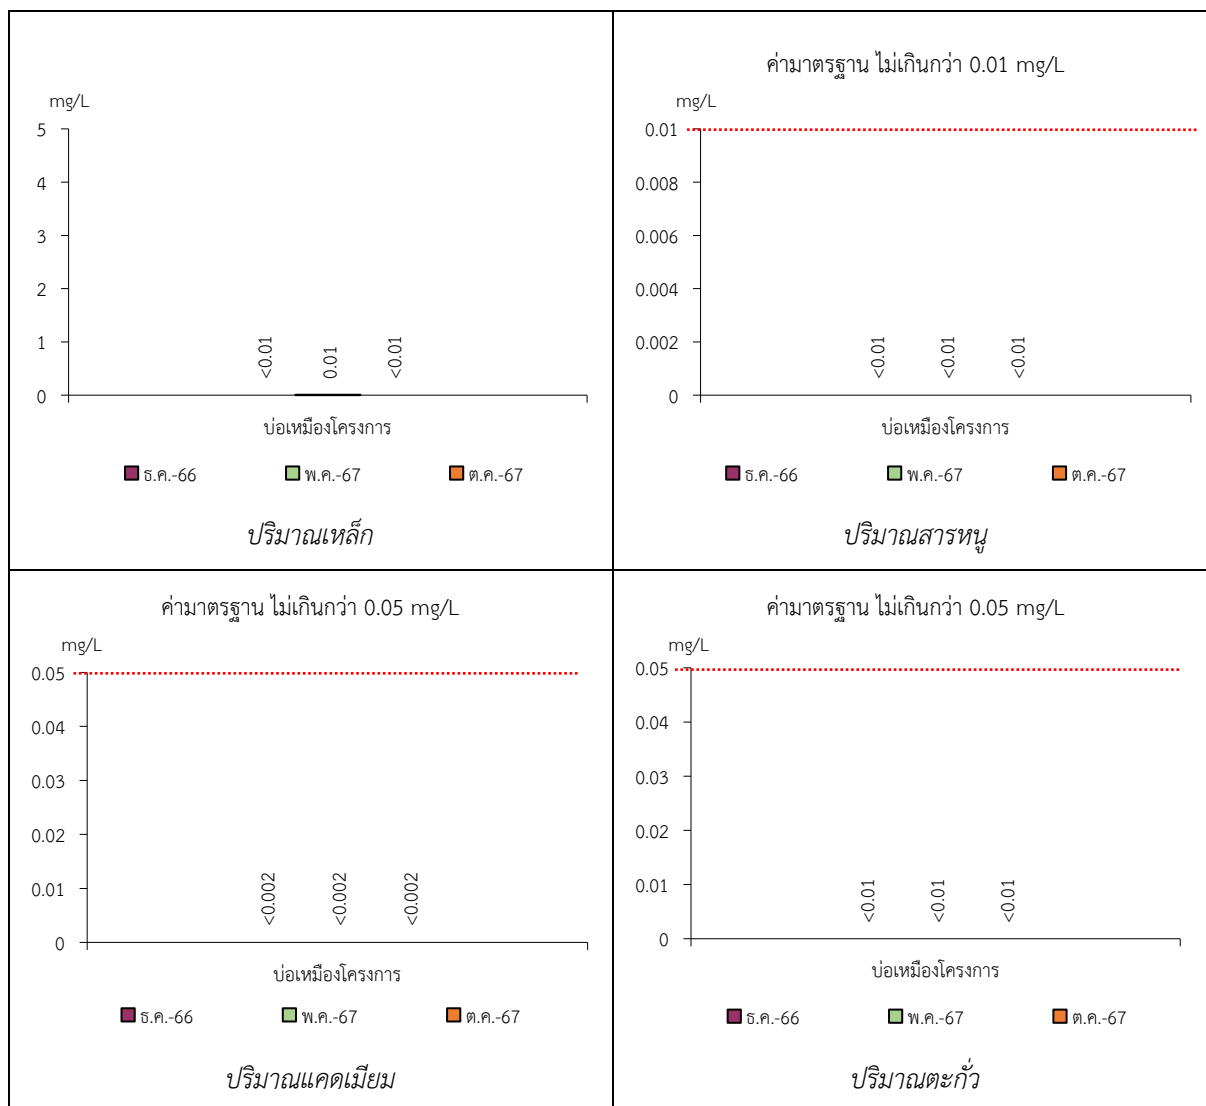 mg/L
5
4
3
2
1
0
<0.01
0.01
<0.01
บ่อเหมืองโครงการ
ธ.ค.-66 พ.ค.-67 ต.ค.-67
ปริมาณเหล็ก
ค่ามาตรฐาน ไม่เกินกว่า 0.01 mg/L
mg/L
0.01
0.008
0.006
0.004
0.002
0
<0.01
<0.01
<0.01
บ่อเหมืองโครงการ
ธ.ค.-66 พ.ค.-67 ต.ค.-67
ปริมาณสารหนู
ค่ามาตรฐาน ไม่เกินกว่า 0.05 mg/L
mg/L
0.05
0.04
0.03
0.02
0.01
0
<0.002
<0.002
<0.002
บ่อเหมืองโครงการ
ธ.ค.-66 พ.ค.-67 ต.ค.-67
ปริมาณแคดเมียม
ค่ามาตรฐาน ไม่เกินกว่า 0.05 mg/L
mg/L
0.05
0.04
0.03
0.02
0.01
0
<0.01
<0.01
<0.01
บ่อเหมืองโครงการ
ธ.ค.-66 พ.ค.-67 ต.ค.-67
ปริมาณตะกั่ว